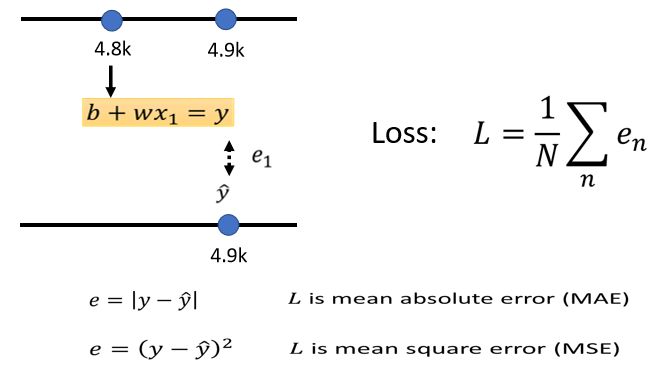 4.8k 4.9k
b + wx₁ = y
e₁
ŷ
4.9k
Loss: L = 1/N ∑ₙ eₙ
e = |y − ŷ| L is mean absolute error (MAE)
e = (y − ŷ)² L is mean square error (MSE)